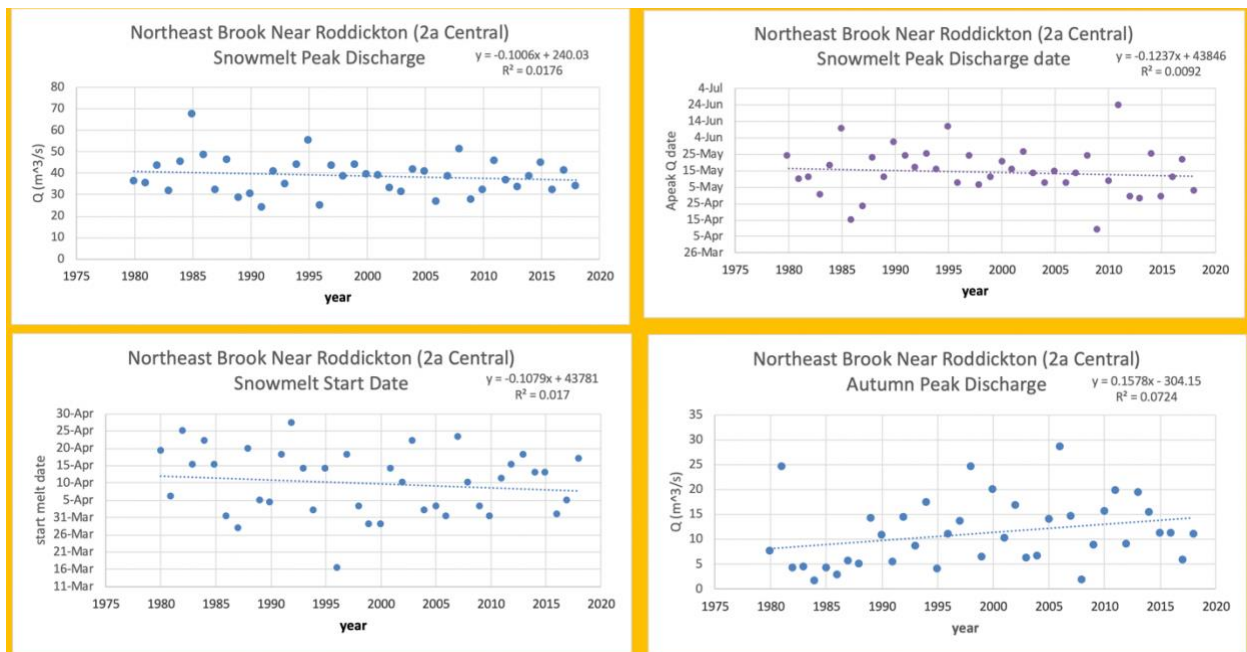 Northeast Brook Near Roddickton (2a Central)
Snowmelt Peak Discharge
y = -0.1006x + 240.03
R² = 0.0176
Q (m^3/s)
80
70
60
50
40
30
20
10
0
1975 1980 1985 1990 1995 2000 2005 2010 2015 2020
year
Northeast Brook Near Roddickton (2a Central)
Snowmelt Peak Discharge date
y = -0.1237x + 43846
R² = 0.0092
Apeak Q date
4-Jul
24-Jun
14-Jun
4-Jun
25-May
15-May
5-May
25-Apr
15-Apr
5-Apr
26-Mar
1975 1980 1985 1990 1995 2000 2005 2010 2015 2020
year
Northeast Brook Near Roddickton (2a Central)
Snowmelt Start Date
y = -0.1079x + 43781
R² = 0.017
start melt date
30-Apr
25-Apr
20-Apr
15-Apr
10-Apr
5-Apr
31-Mar
26-Mar
21-Mar
16-Mar
11-Mar
1975 1980 1985 1990 1995 2000 2005 2010 2015 2020
year
Northeast Brook Near Roddickton (2a Central)
Autumn Peak Discharge
y = 0.1578x - 304.15
R² = 0.0724
Q (m^3/s)
35
30
25
20
15
10
5
0
1975 1980 1985 1990 1995 2000 2005 2010 2015 2020
year